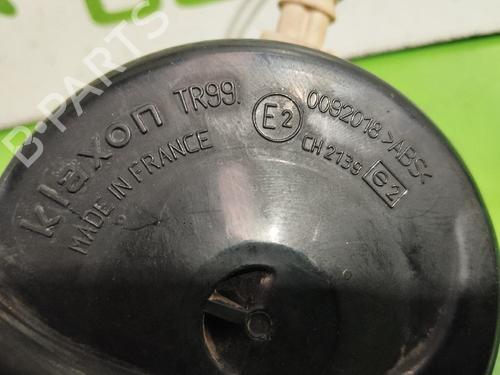 klaxon TR99.
MADE IN FRANCE
E2
0092018 >ABS<
CH 2139 e2
B-PARTS